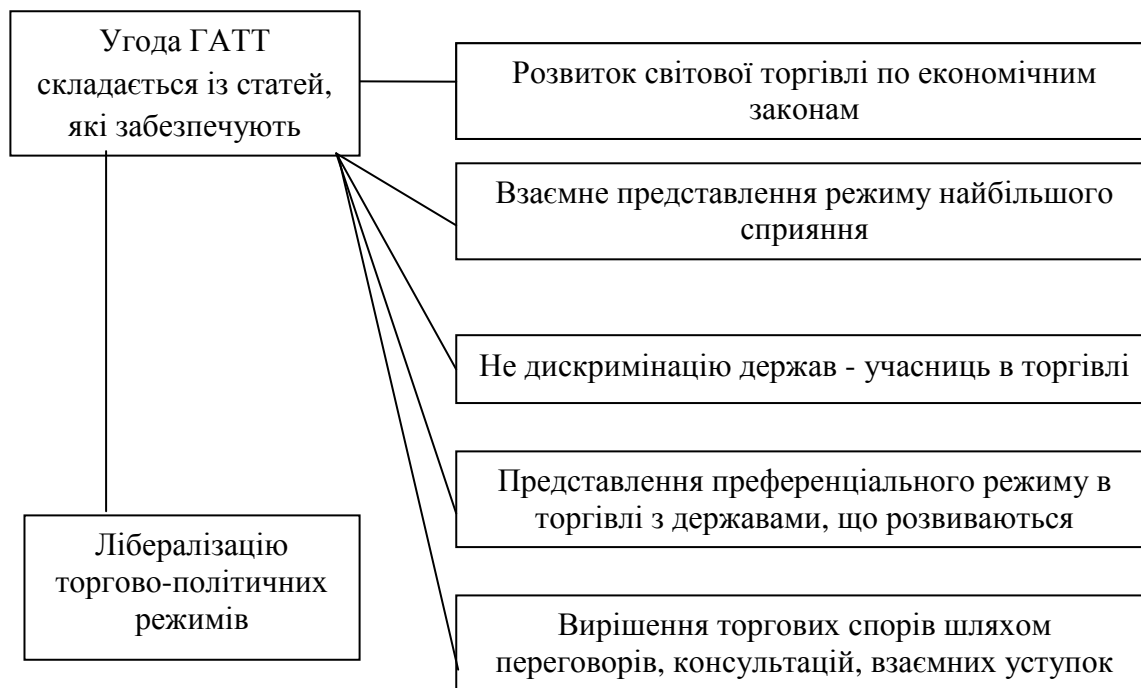 Угода ГАТТ
складається із статей,
які забезпечують
Розвиток світової торгівлі по економічним
законам
Взаємне представлення режиму найбільшого
сприяння
Не дискримінацію держав - учасниць в торгівлі
Представлення преференціального режиму в
торгівлі з державами, що розвиваються
Лібералізацію
торгово-політичних
режимів
Вирішення торгових спорів шляхом
переговорів, консультацій, взаємних уступок